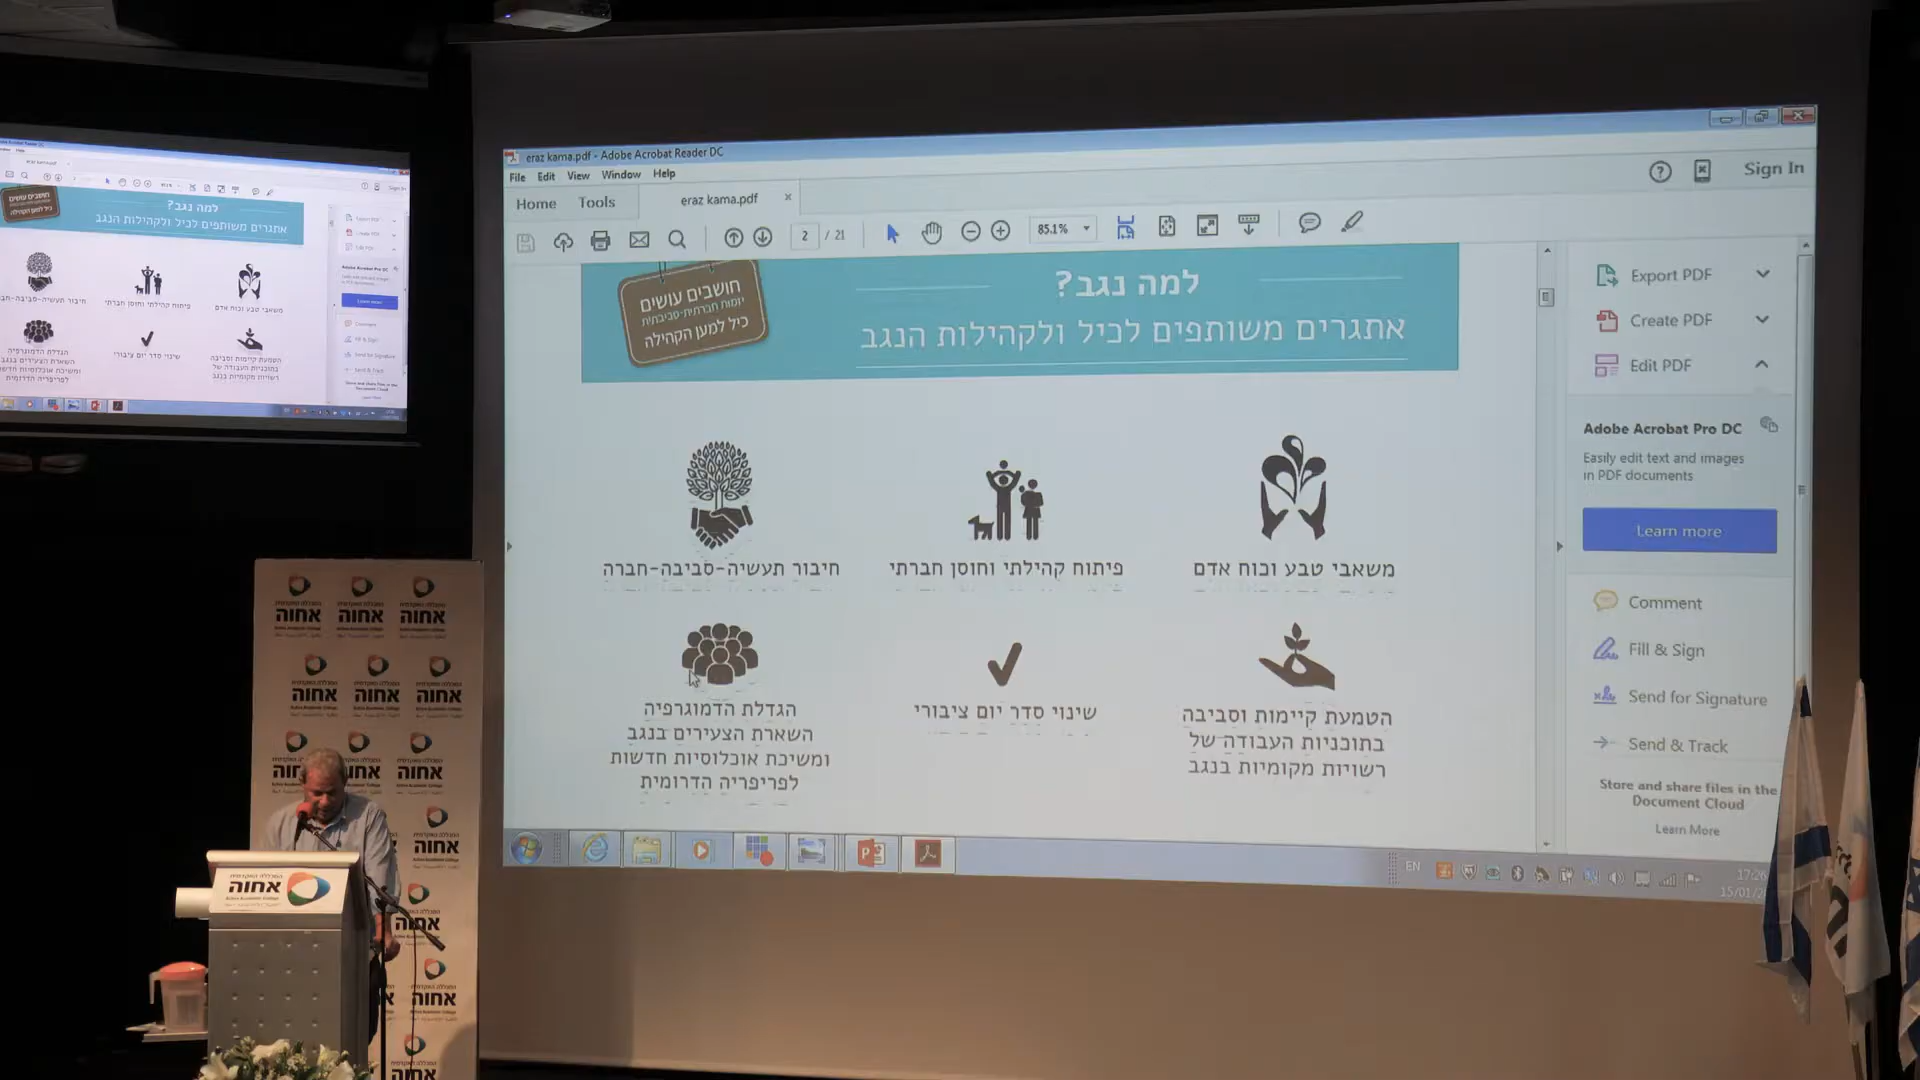 eraz kama.pdf - Adobe Acrobat Reader DC
File Edit View Window Help
Home Tools eraz kama.pdf ×
Sign In
2 / 21
85.1%
למה נגב?
אתגרים משותפים לכיל ולקהילות הנגב
חושבים עושים
יזמות חברתית-סביבתית
כיל למען הקהילה
משאבי טבע וכוח אדם
פיתוח קהילתי וחוסן חברתי
חיבור תעשיה-סביבה-חברה
הטמעת קיימות וסביבה
בתוכניות העבודה של
רשויות מקומיות בנגב
שינוי סדר יום ציבורי
הגדלת הדמוגרפיה
השארת הצעירים בנגב
ומשיכת אוכלוסיות חדשות
לפריפריה הדרומית
Export PDF
Create PDF
Edit PDF
Adobe Acrobat Pro DC
Easily edit text and images
in PDF documents
Learn more
Comment
Fill & Sign
Send for Signature
Send & Track
Store and share files in the
Document Cloud
Learn More
EN
17:26
המכללה האקדמית
אחוה